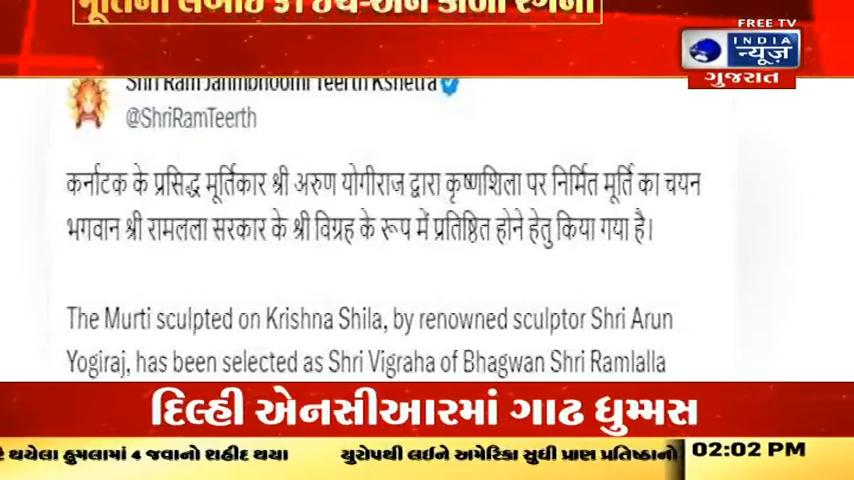 મૂર્તિની
FREE TV
INDIA
न्यूज़
ગુજરાત
Shri Ram Janmbhoomi Teerth Kshetra
@ShriRamTeerth
कर्नाटक के प्रसिद्ध मूर्तिकार श्री अरुण योगीराज द्वारा कृष्णशिला पर निर्मित मूर्ति का चयन
भगवान श्री रामलला सरकार के श्री विग्रह के रूप में प्रतिष्ठित होने हेतु किया गया है।
The Murti sculpted on Krishna Shila, by renowned sculptor Shri Arun
Yogiraj, has been selected as Shri Vigraha of Bhagwan Shri Ramlalla
દિલ્હી એનસીઆરમાં ગાઢ ધુમ્મસ
થયેલા હુમલામાં 4 જવાનો શહીદ થયા યુરોપથી લઈને અમેરિકા સુધી પ્રાણ પ્રતિષ્ઠાનો
02:02 PM